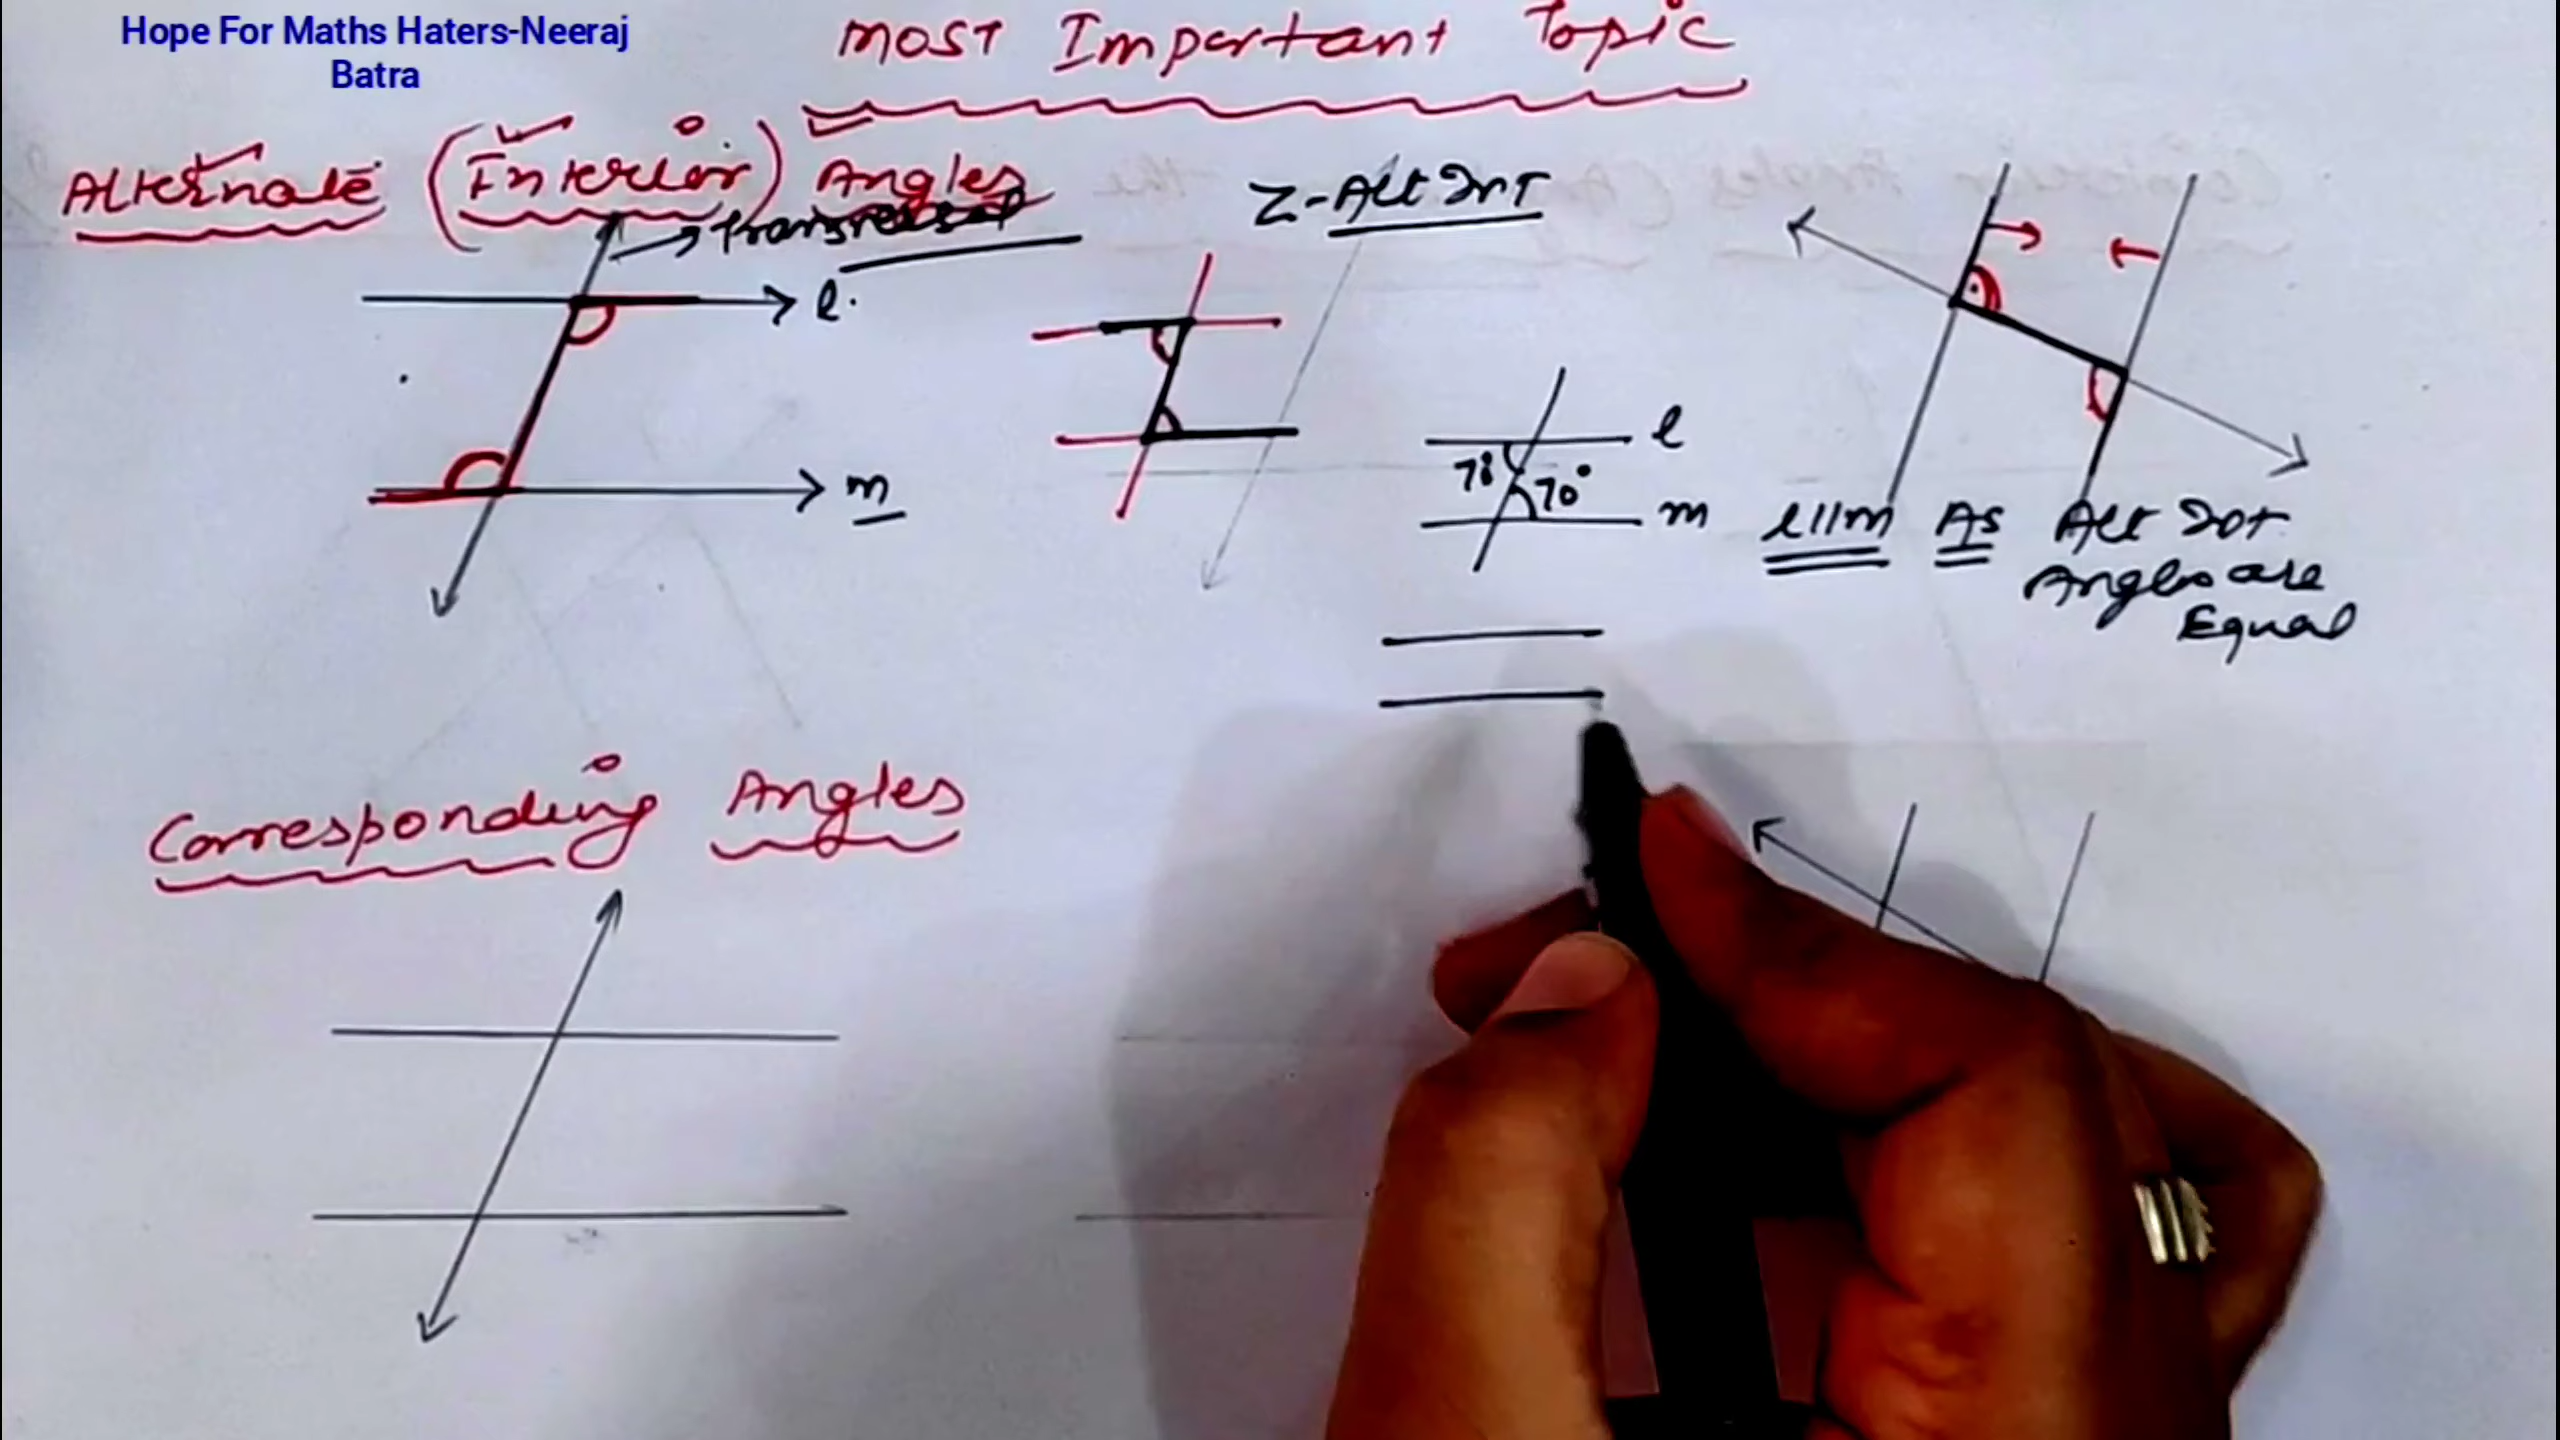 Hope For Maths Haters-Neeraj
Batra
Most Important Topic
Alternate (Interior) Angles
transversal
Z-Alt Int
l
m
l
70°
70°
m
l||m As Alt Int
Angles are
Equal
Corresponding Angles